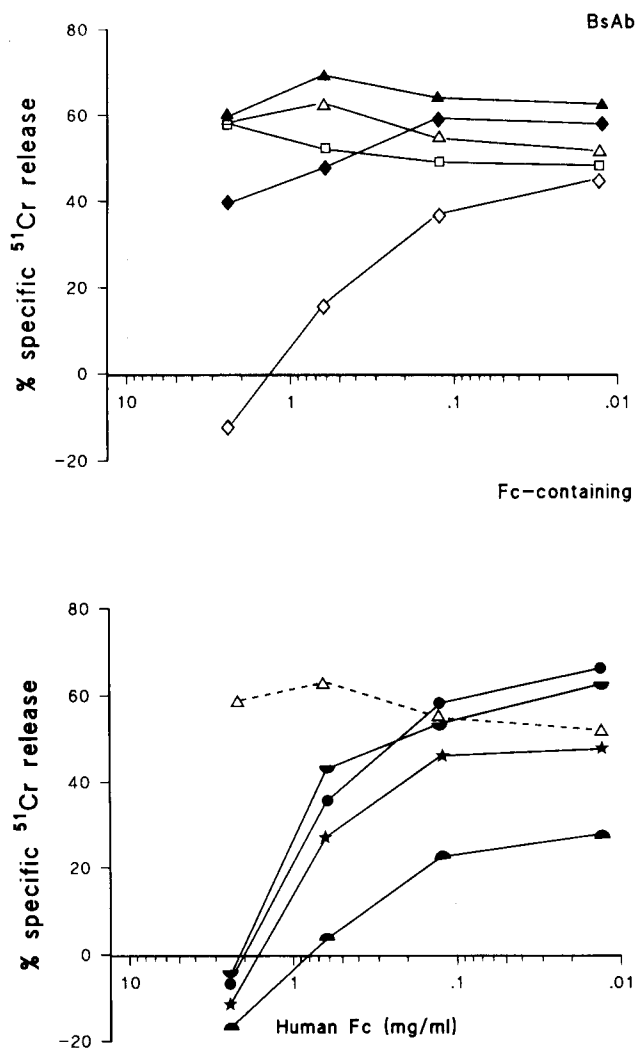 BsAb
% specific ⁵¹Cr release
80
60
40
20
0
-20
10 1 .1 .01
Fc-containing
% specific ⁵¹Cr release
80
60
40
20
0
-20
10 1 .1 .01
Human Fc (mg/ml)